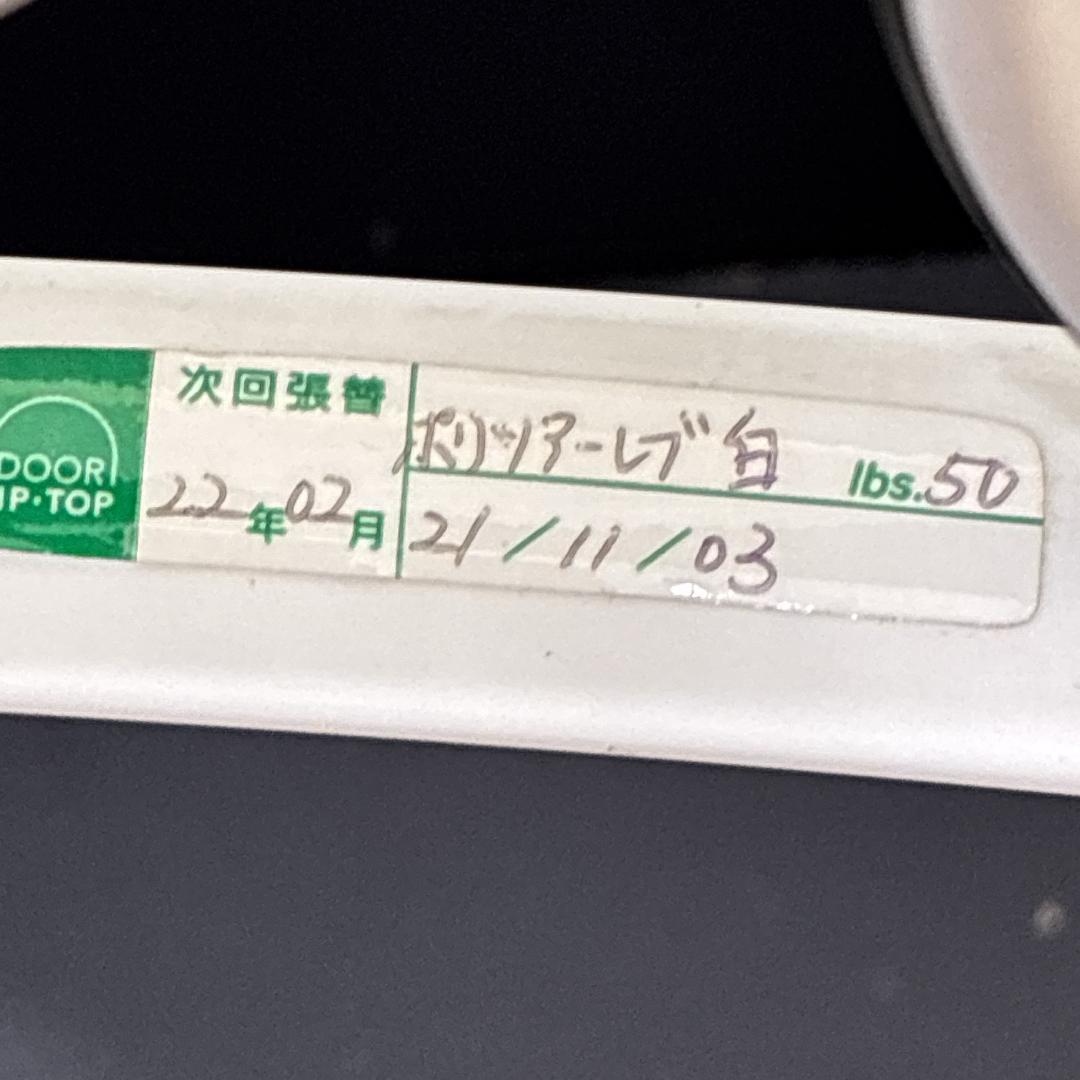 DOOR
IP・TOP
次回張替
22年02月
ポリツアーレブ 白 lbs.50
21/11/03